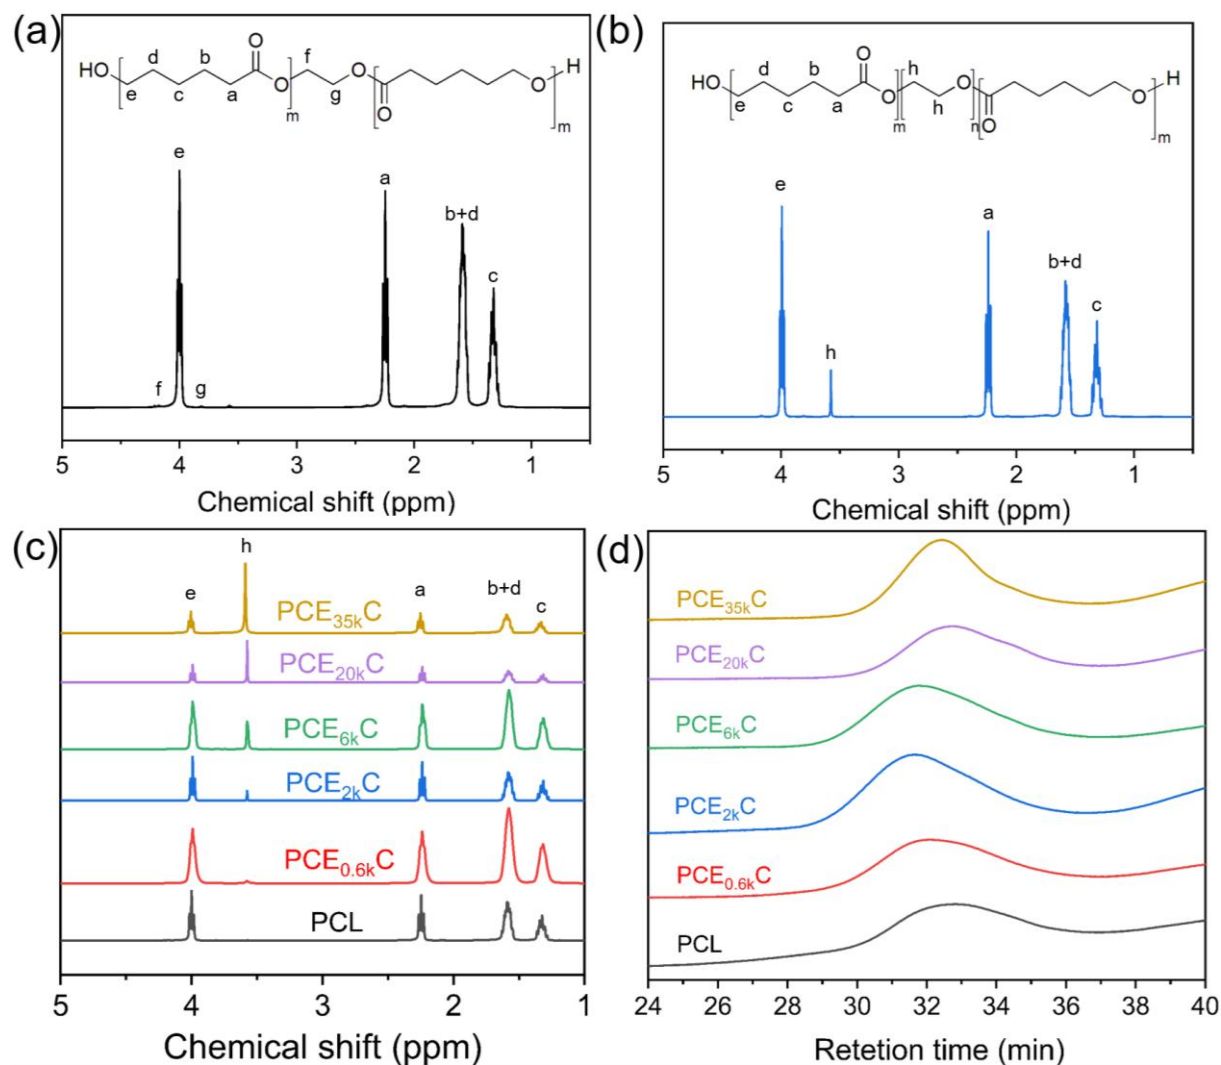 (a)
HO
d
b
O
f
e
c
a
O
m
g
O
O
O
H
m
e
a
b+d
c
f
g
5
4
3
2
1
Chemical shift (ppm)
(b)
HO
d
b
O
h
e
c
a
O
m
h
O
n
O
O
H
m
e
a
b+d
c
h
5
4
3
2
1
Chemical shift (ppm)
(c)
h
e
a
b+d
c
PCE35kC
PCE20kC
PCE6kC
PCE2kC
PCE0.6kC
PCL
5
4
3
2
1
Chemical shift (ppm)
(d)
PCE35kC
PCE20kC
PCE6kC
PCE2kC
PCE0.6kC
PCL
24 26 28 30 32 34 36 38 40
Retetion time (min)